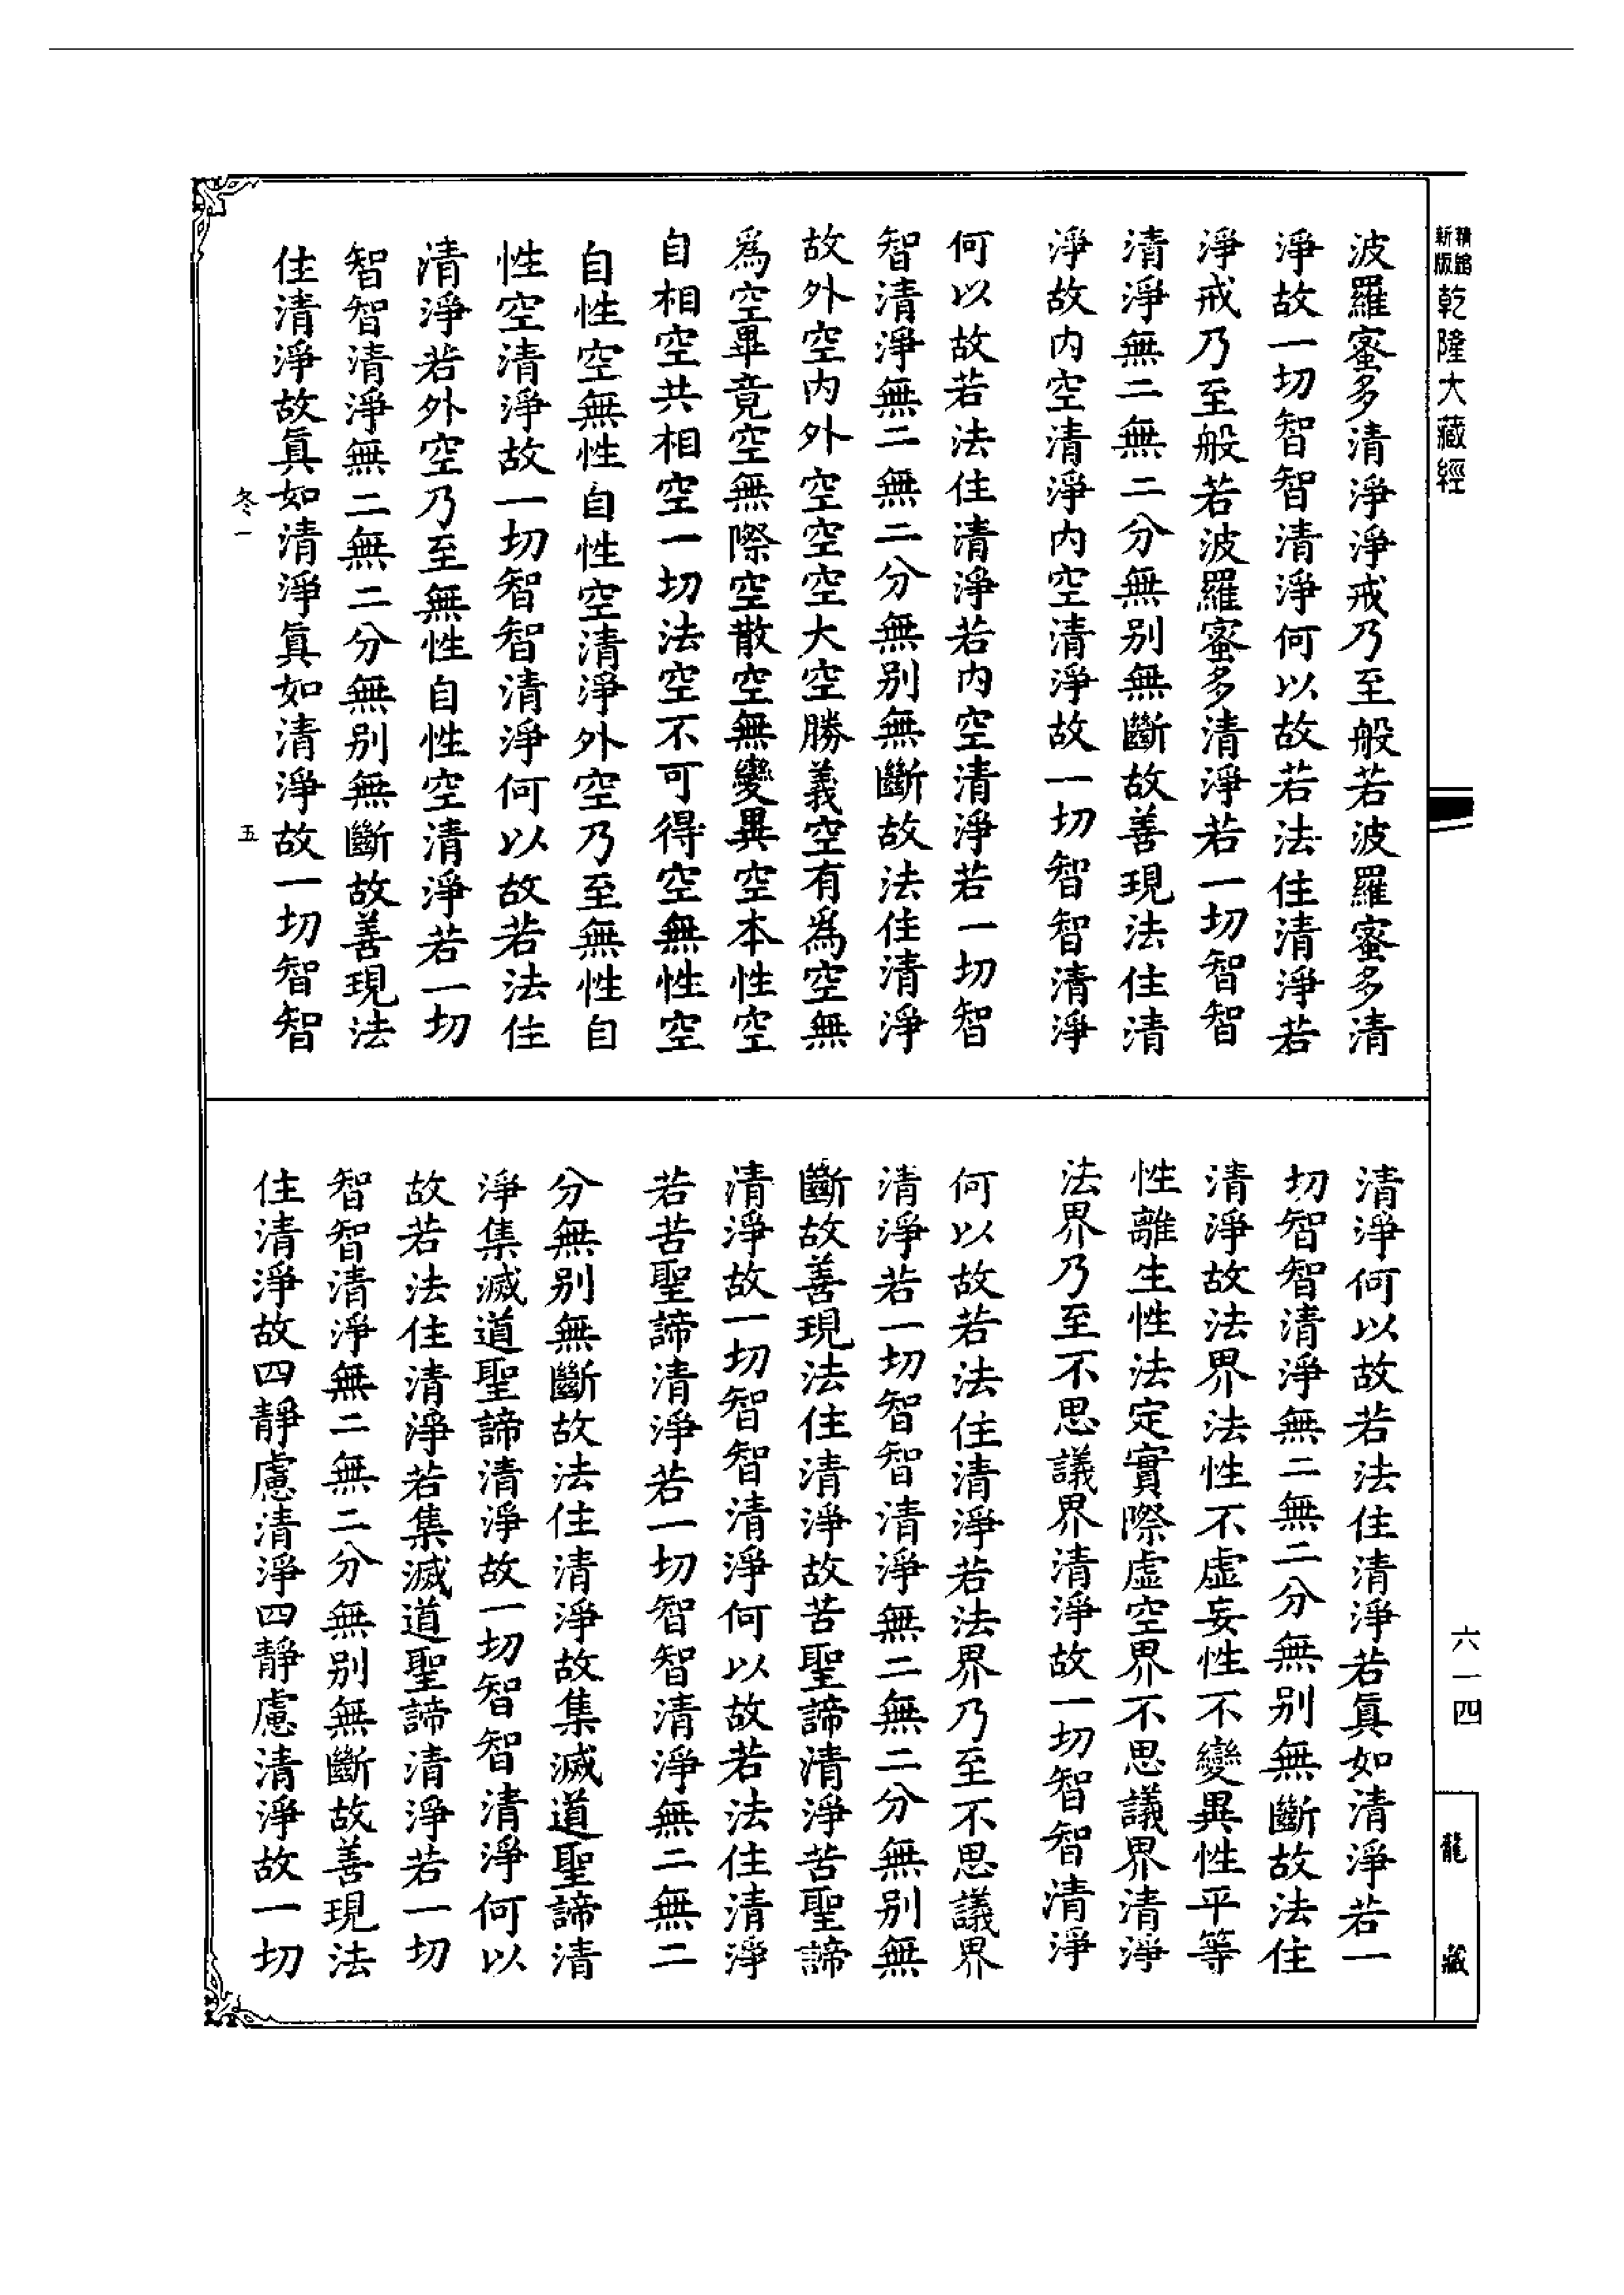 新版
精縮
乾隆大藏經
波羅蜜多清淨淨戒乃至般若波羅蜜多清
淨故一切智智清淨何以故若法住清淨若
淨戒乃至般若波羅蜜多清淨若一切智智
清淨無二無二分無別無斷故善現法住清
淨故內空清淨內空清淨故一切智智清淨
何以故若法住清淨若內空清淨若一切智
智清淨無二無二分無別無斷故法住清淨
故外空內外空空空大空勝義空有爲空無
爲空畢竟空無際空散空無變異空本性空
自相空共相空一切法空不可得空無性空
自性空無性自性空清淨外空乃至無性自
性空清淨故一切智智清淨何以故若法住
清淨若外空乃至無性自性空清淨若一切
智智清淨無二無二分無別無斷故善現法
住清淨故眞如清淨眞如清淨故一切智智
冬一
五
清淨何以故若法住清淨若眞如清淨若一
切智智清淨無二無二分無別無斷故法住
清淨故法界法性不虛妄性不變異性平等
性離生性法定實際虛空界不思議界清淨
法界乃至不思議界清淨故一切智智清淨
何以故若法住清淨若法界乃至不思議界
清淨若一切智智清淨無二無二分無別無
斷故善現法住清淨故苦聖諦清淨苦聖諦
清淨故一切智智清淨何以故若法住清淨
若苦聖諦清淨若一切智智清淨無二無二
分無別無斷故法住清淨故集滅道聖諦清
淨集滅道聖諦清淨故一切智智清淨何以
故若法住清淨若集滅道聖諦清淨若一切
智智清淨無二無二分無別無斷故善現法
住清淨故四靜慮清淨四靜慮清淨故一切
六一四
龍藏